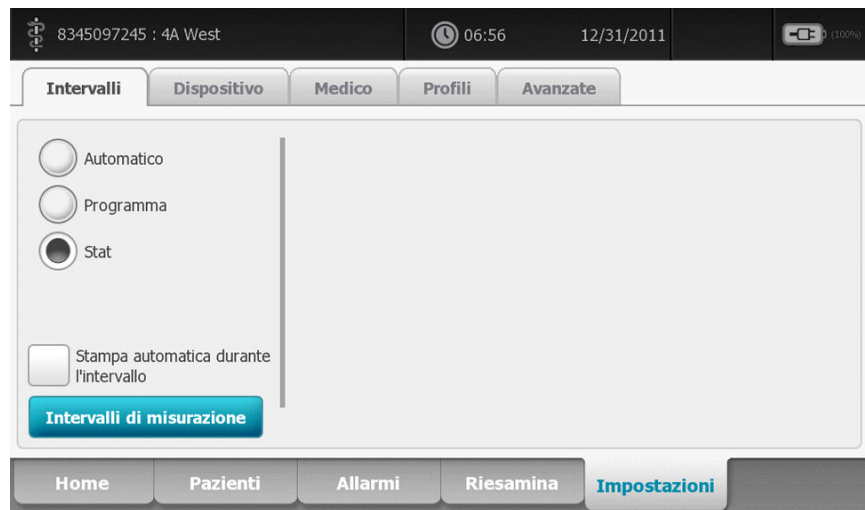 8345097245 : 4A West 06:56 12/31/2011 (100%)
Intervalli Dispositivo Medico Profili Avanzate
Automatico
Programma
Stat
Stampa automatica durante
l'intervallo
Intervalli di misurazione
Home Pazienti Allarmi Riesamina Impostazioni